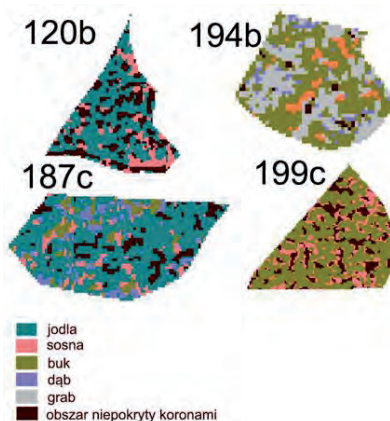 120b
194b
187c
199c
jodla
sosna
buk
dąb
grab
obszar niepokryty koronami